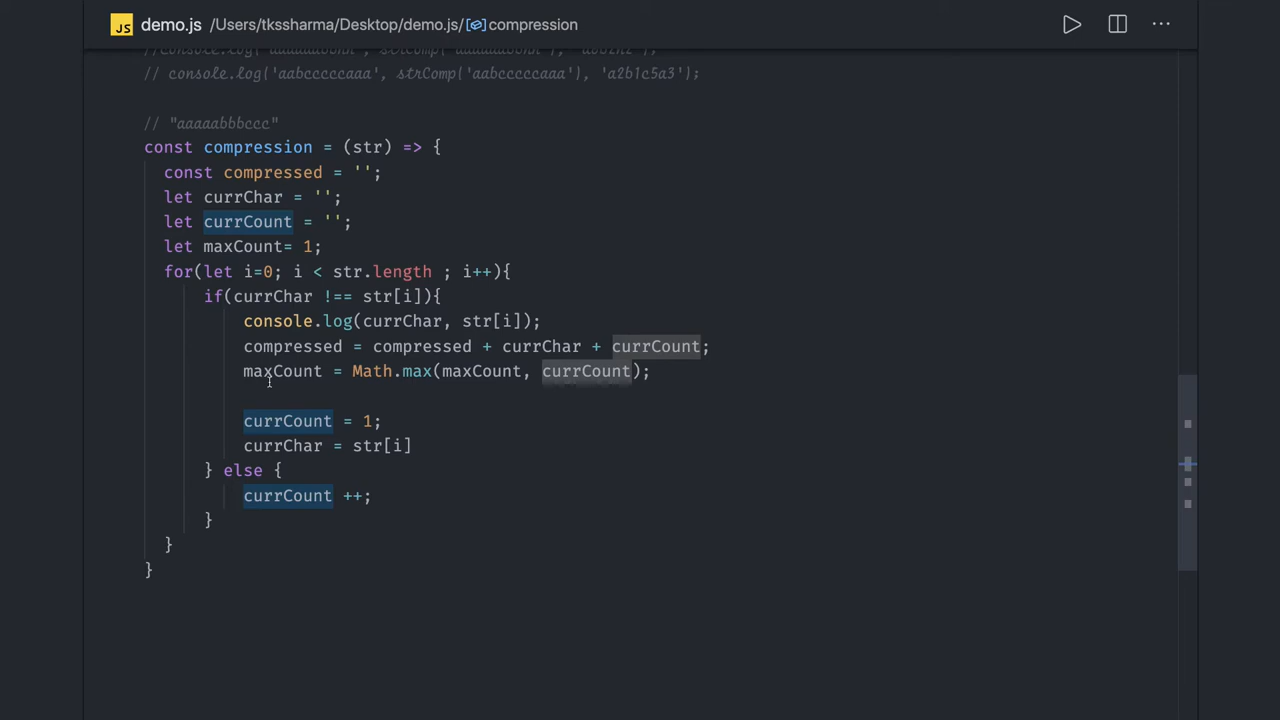 JS demo.js /Users/tkssharma/Desktop/demo.js/ compression
// console.log('aabcccccaaa', strComp('aabcccccaaa'), 'a2b1c5a3');
// "aaaaabbbccc"
const compression = (str) => {
const compressed = '';
let currChar = '';
let currCount = '';
let maxCount= 1;
for(let i=0; i < str.length ; i++){
if(currChar !== str[i]){
console.log(currChar, str[i]);
compressed = compressed + currChar + currCount;
maxCount = Math.max(maxCount, currCount);
currCount = 1;
currChar = str[i]
} else {
currCount ++;
}
}
}